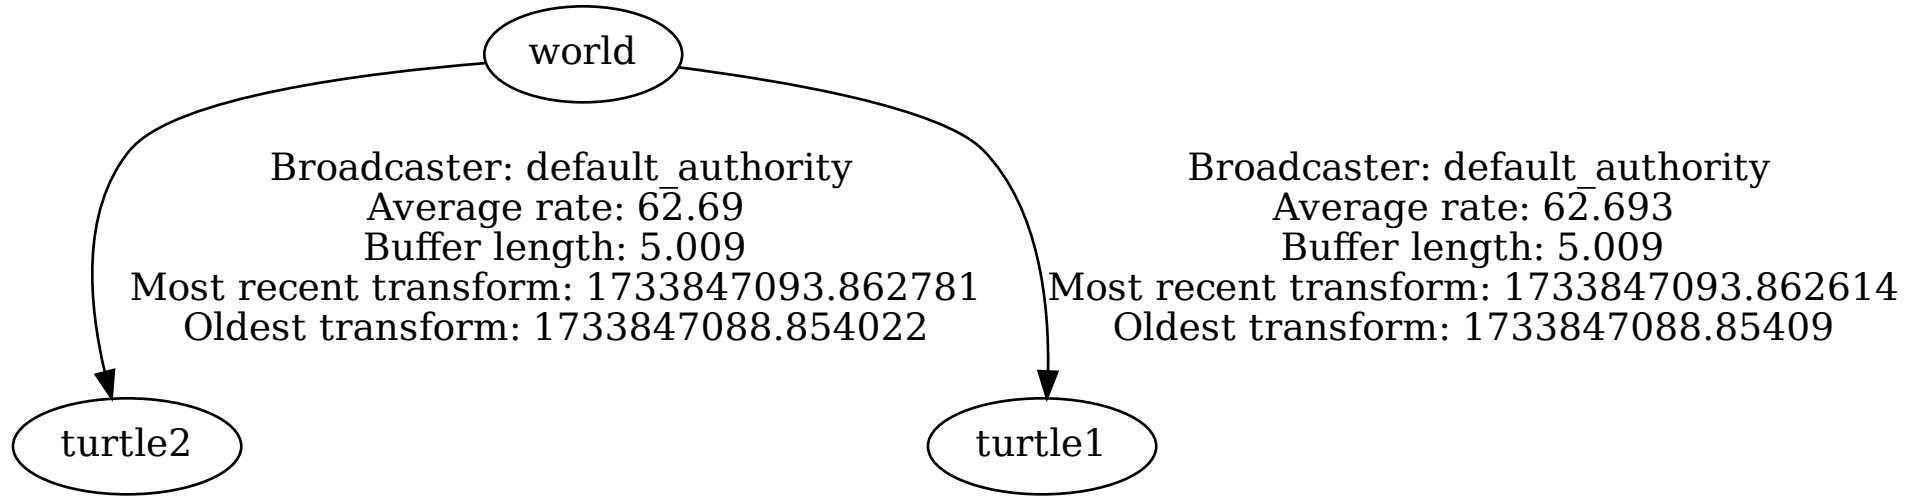 world
Broadcaster: default_authority
Average rate: 62.69
Buffer length: 5.009
Most recent transform: 1733847093.862781
Oldest transform: 1733847088.854022
Broadcaster: default_authority
Average rate: 62.693
Buffer length: 5.009
Most recent transform: 1733847093.862614
Oldest transform: 1733847088.85409
turtle2
turtle1